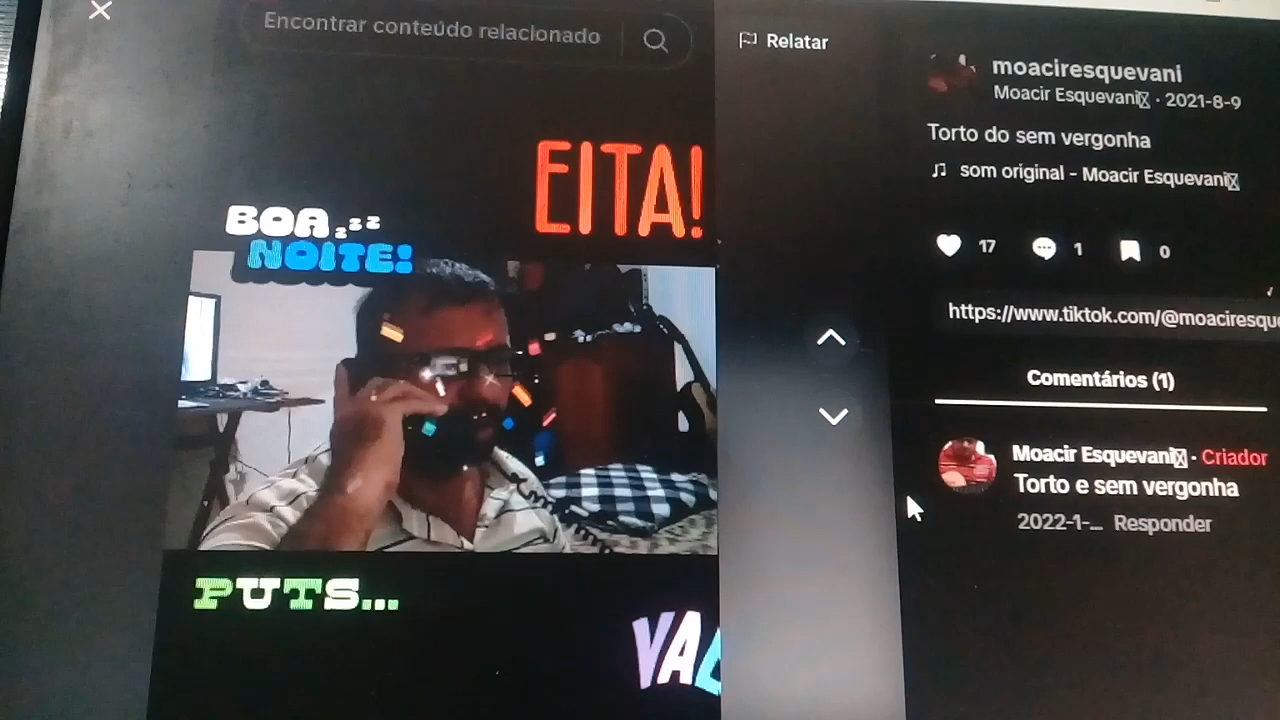 Encontrar conteúdo relacionado
EITA!
BOA zzz
NOITE!
PUTS...
Relatar
moaciresquevani
Moacir Esquevani · 2021-8-9
Torto do sem vergonha
som original - Moacir Esquevani
17
1
0
https://www.tiktok.com/@moaciresque
Comentários (1)
Moacir Esquevani · Criador
Torto e sem vergonha
2022-1-... Responder